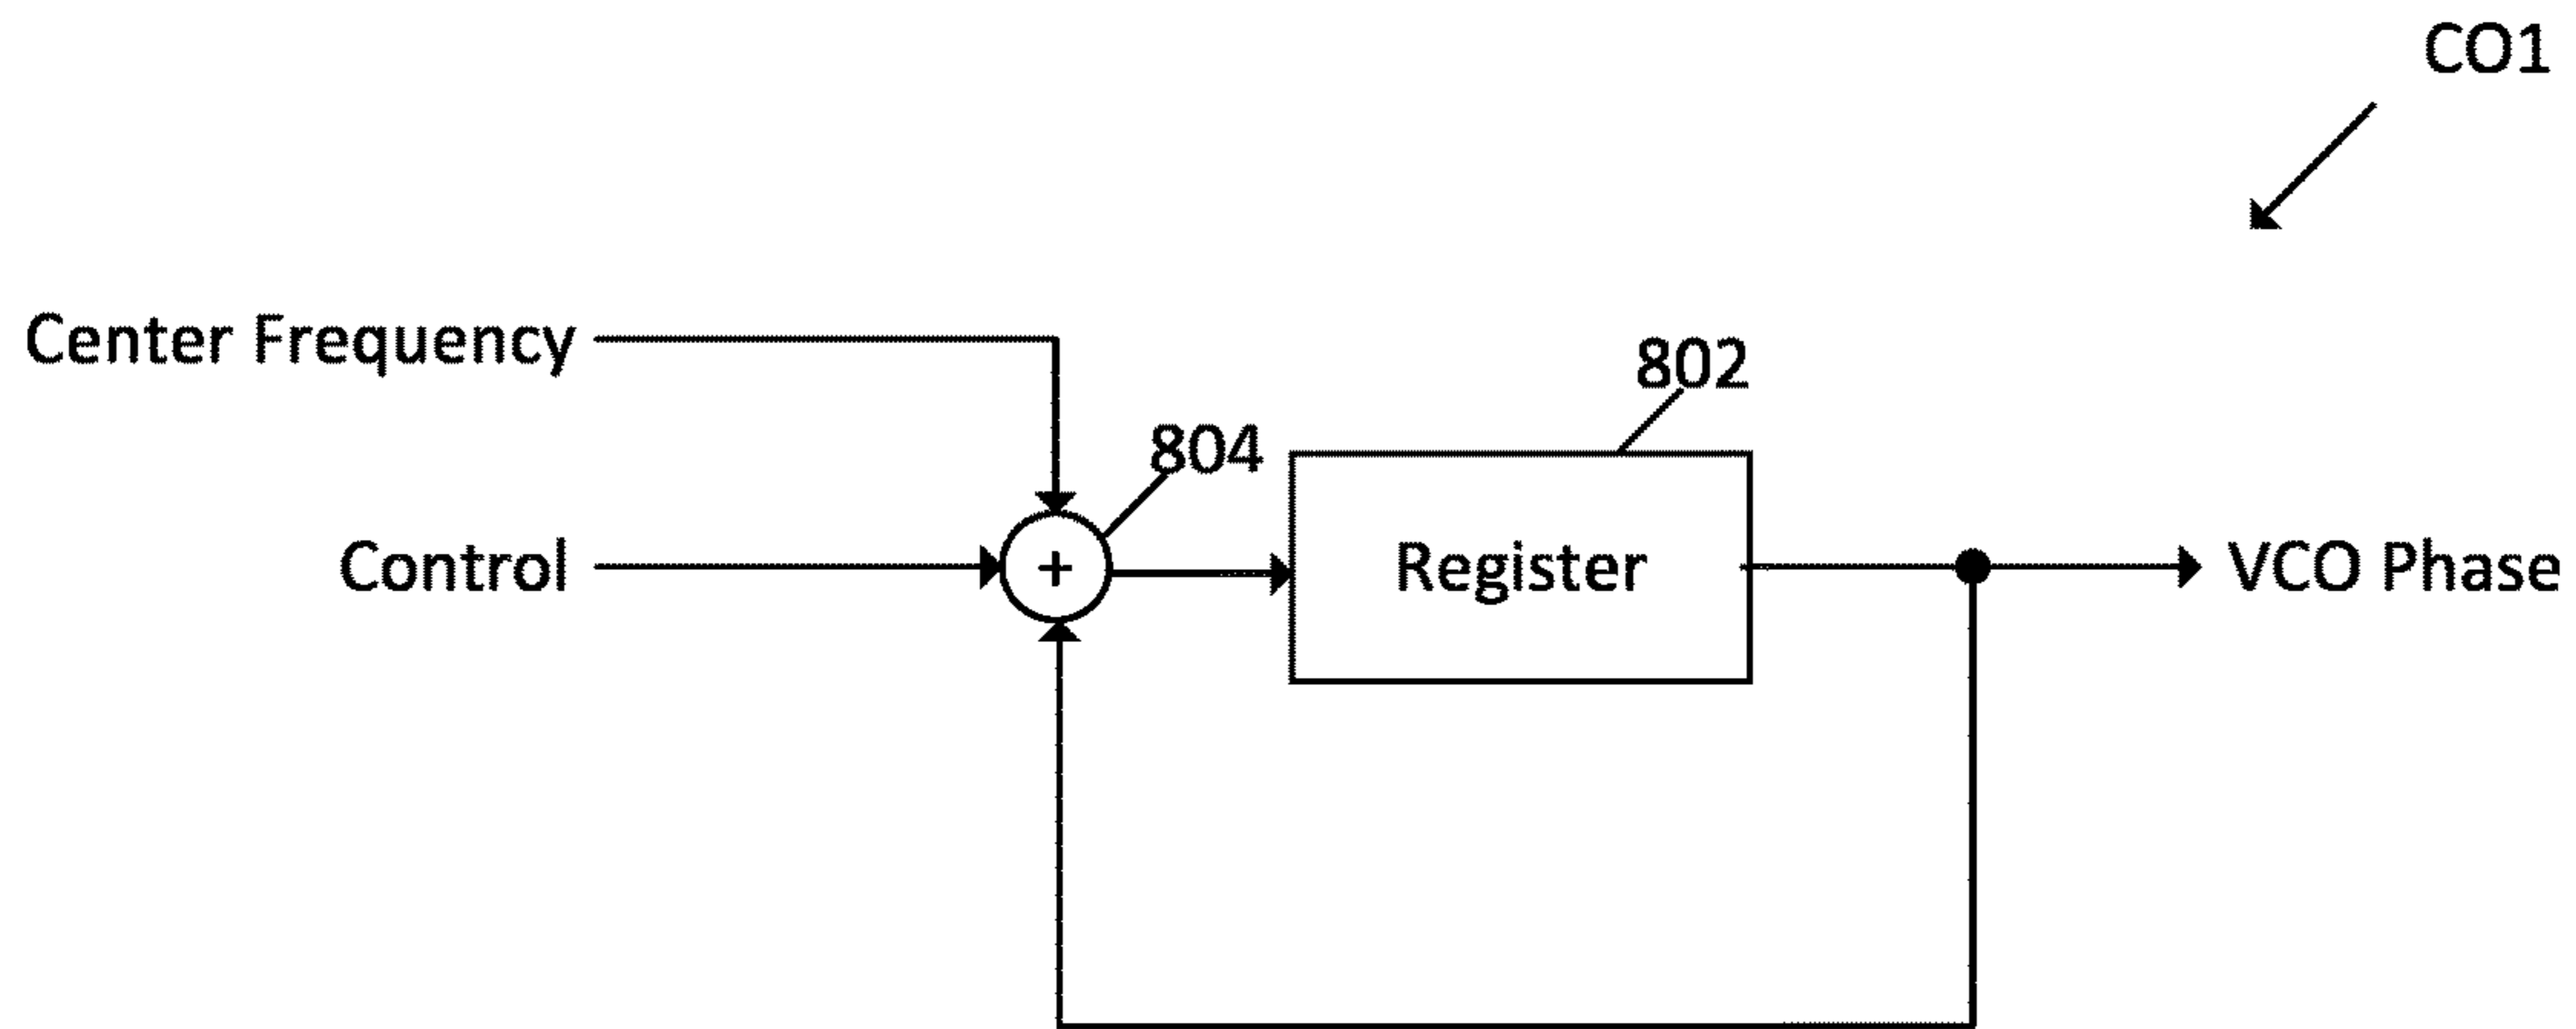 CO1
Center Frequency
802
804
+
Control
Register
VCO Phase